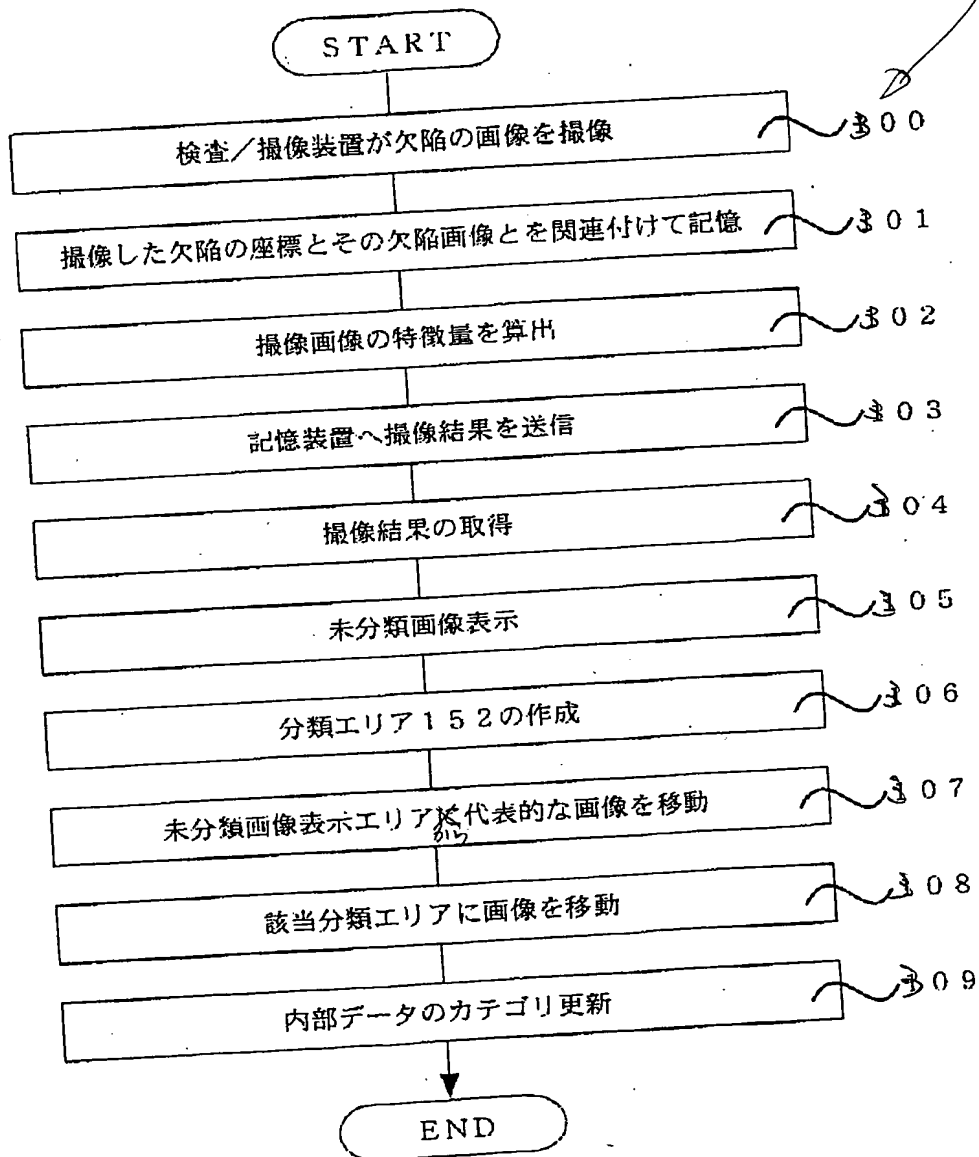 START
検査／撮像装置が欠陥の画像を撮像
300
撮像した欠陥の座標とその欠陥画像とを関連付けて記憶
301
撮像画像の特徴量を算出
302
記憶装置へ撮像結果を送信
303
撮像結果の取得
304
未分類画像表示
305
分類エリア152の作成
306
未分類画像表示エリアから代表的な画像を移動
307
該当分類エリアに画像を移動
308
内部データのカテゴリ更新
309
END